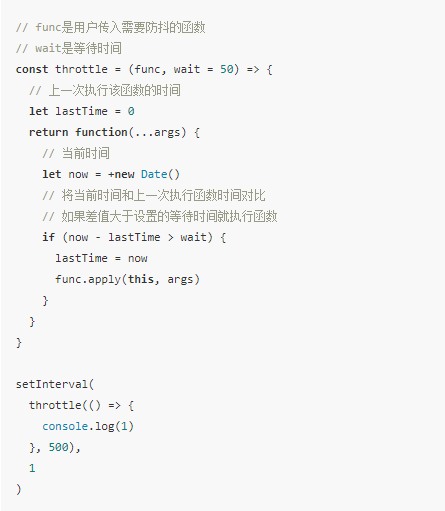 // func是用户传入需要防抖的函数
// wait是等待时间
const throttle = (func, wait = 50) => {
  // 上一次执行该函数的时间
  let lastTime = 0
  return function(...args) {
    // 当前时间
    let now = +new Date()
    // 将当前时间和上一次执行函数时间对比
    // 如果差值大于设置的等待时间就执行函数
    if (now - lastTime > wait) {
      lastTime = now
      func.apply(this, args)
    }
  }
}

setInterval(
  throttle(() => {
    console.log(1)
  }, 500),
  1
)